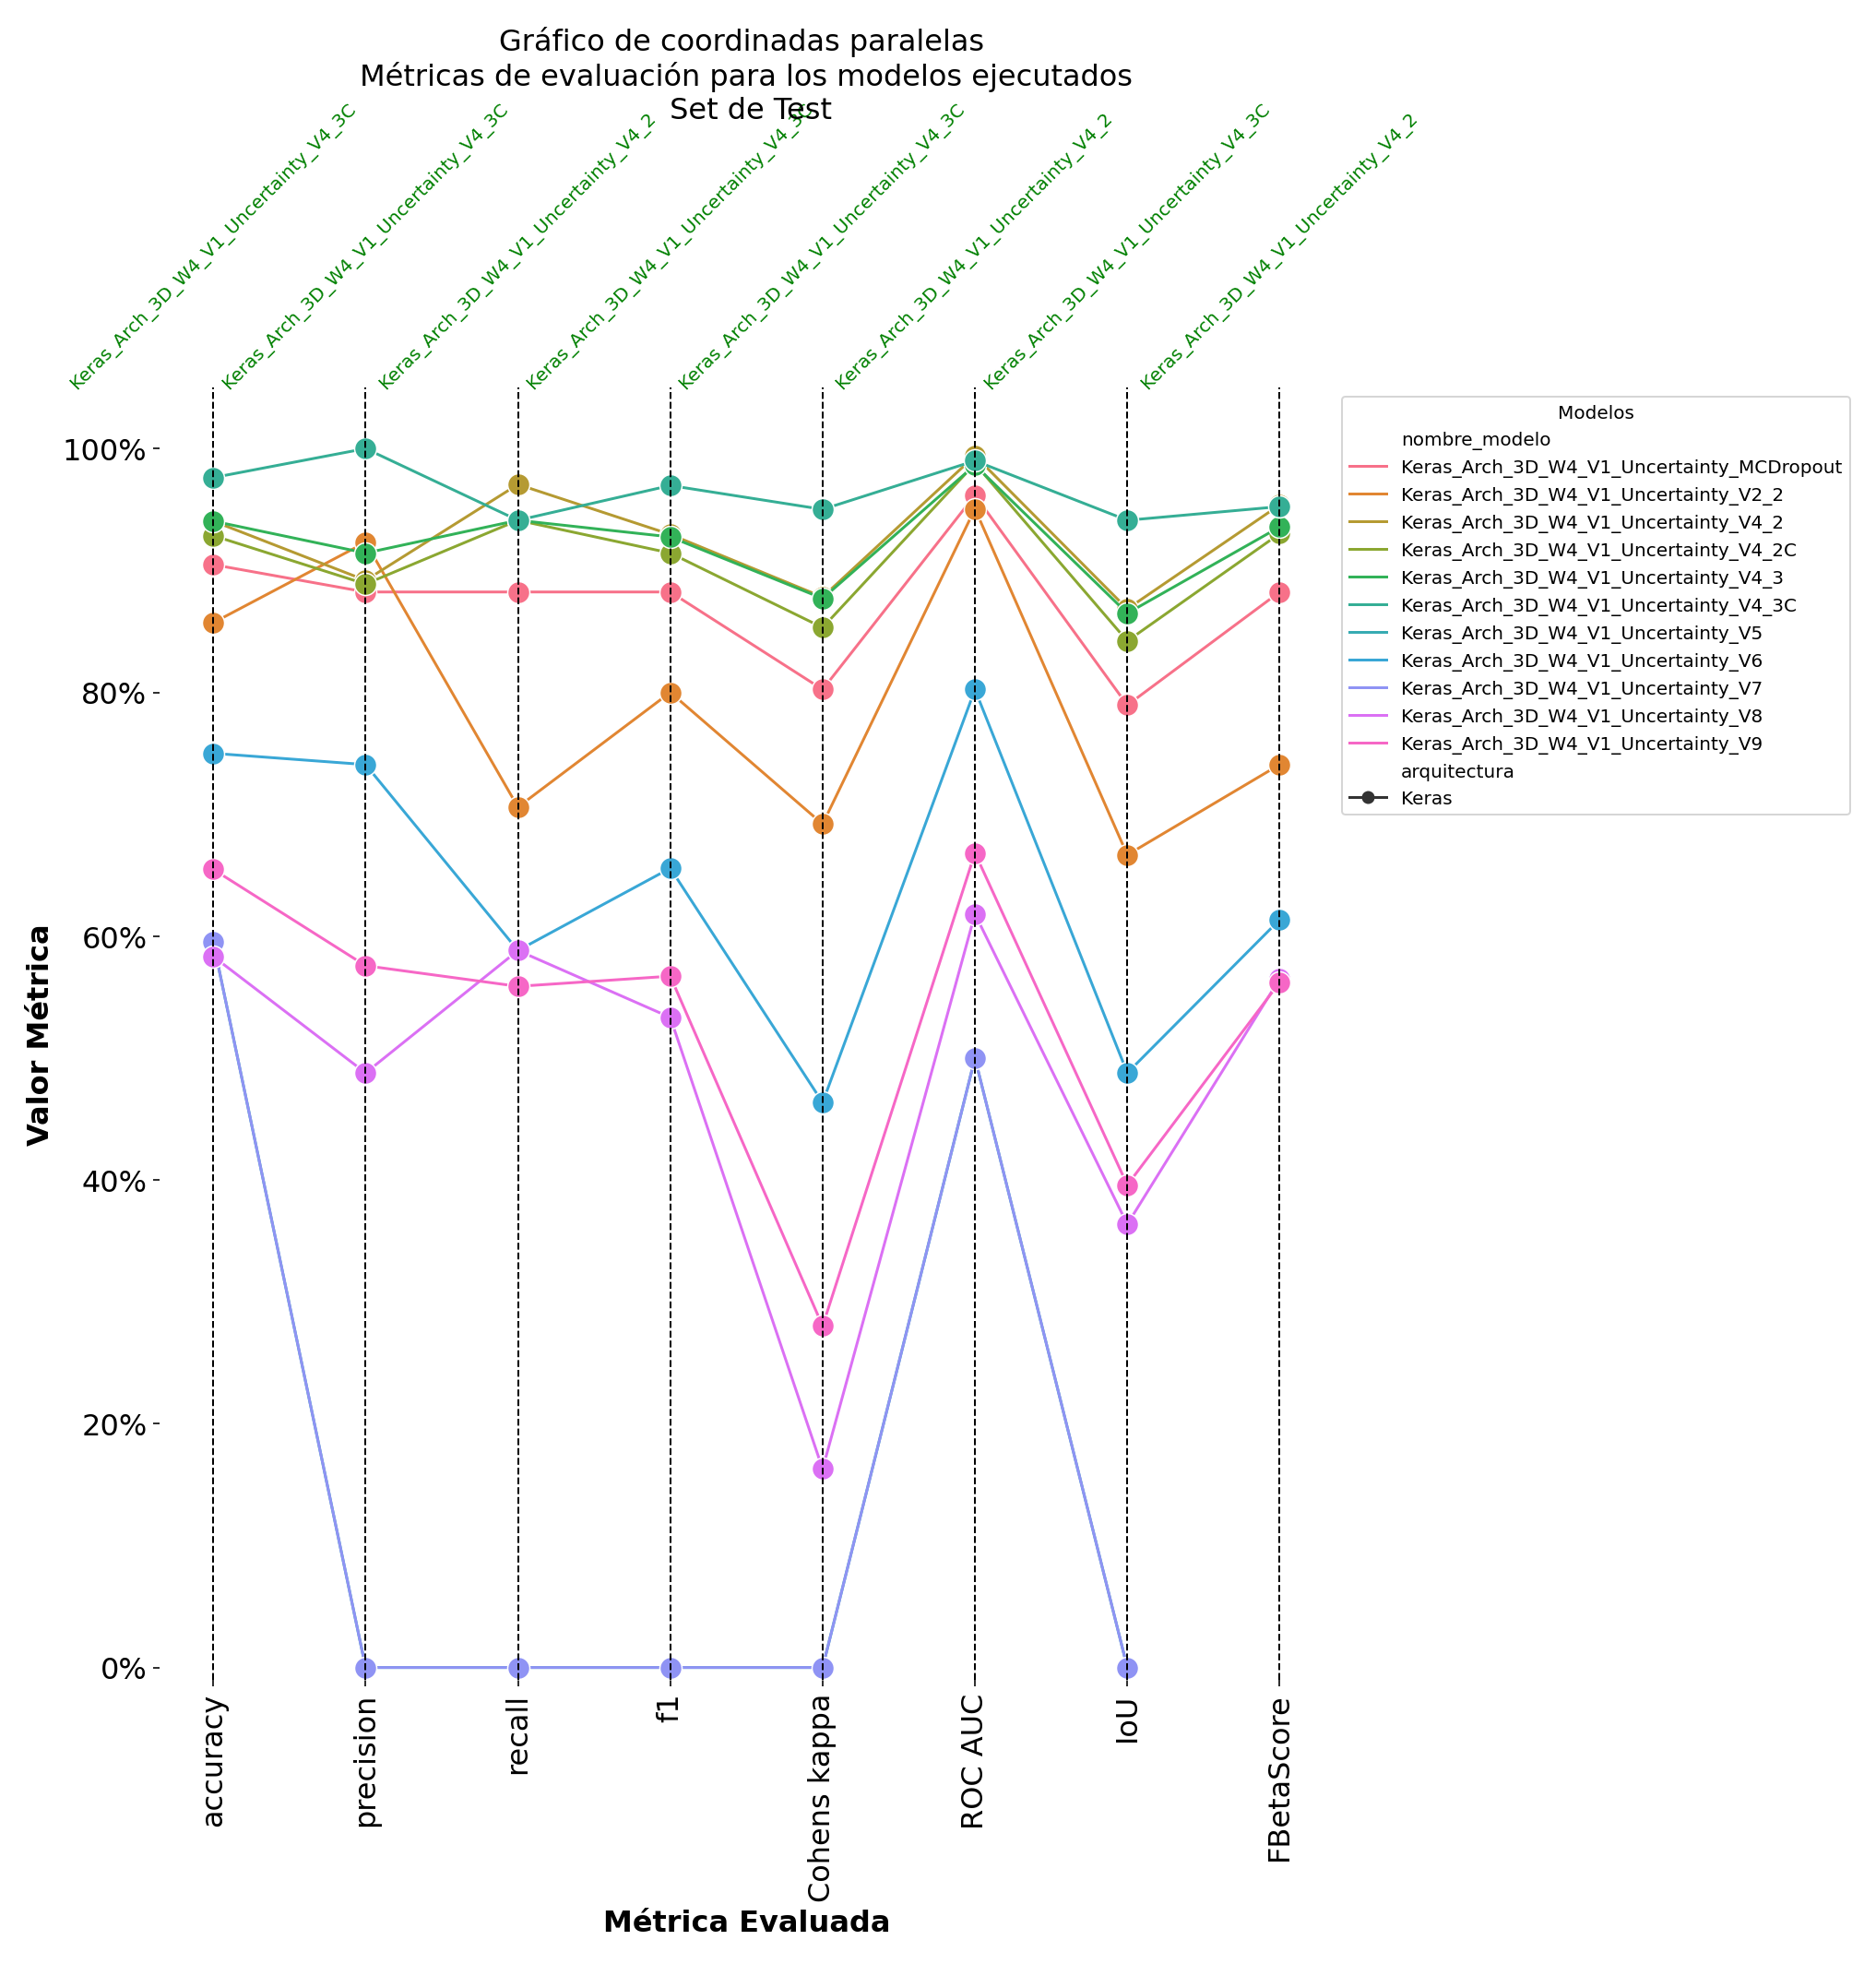 Gráfico de coordinadas paralelas
Métricas de evaluación para los modelos ejecutados
Set de Test
Keras_Arch_3D_W4_V1_Uncertainty_V4_3C
Keras_Arch_3D_W4_V1_Uncertainty_V4_3C
Keras_Arch_3D_W4_V1_Uncertainty_V4_2
Keras_Arch_3D_W4_V1_Uncertainty_V4_3C
Keras_Arch_3D_W4_V1_Uncertainty_V4_3C
Keras_Arch_3D_W4_V1_Uncertainty_V4_2
Keras_Arch_3D_W4_V1_Uncertainty_V4_3C
Keras_Arch_3D_W4_V1_Uncertainty_V4_2
Modelos
nombre_modelo
Keras_Arch_3D_W4_V1_Uncertainty_MCDropout
Keras_Arch_3D_W4_V1_Uncertainty_V2_2
Keras_Arch_3D_W4_V1_Uncertainty_V4_2
Keras_Arch_3D_W4_V1_Uncertainty_V4_2C
Keras_Arch_3D_W4_V1_Uncertainty_V4_3
Keras_Arch_3D_W4_V1_Uncertainty_V4_3C
Keras_Arch_3D_W4_V1_Uncertainty_V5
Keras_Arch_3D_W4_V1_Uncertainty_V6
Keras_Arch_3D_W4_V1_Uncertainty_V7
Keras_Arch_3D_W4_V1_Uncertainty_V8
Keras_Arch_3D_W4_V1_Uncertainty_V9
arquitectura
Keras
100%
80%
60%
40%
20%
0%
Valor Métrica
accuracy
precision
recall
f1
Cohens kappa
ROC AUC
IoU
FBetaScore
Métrica Evaluada